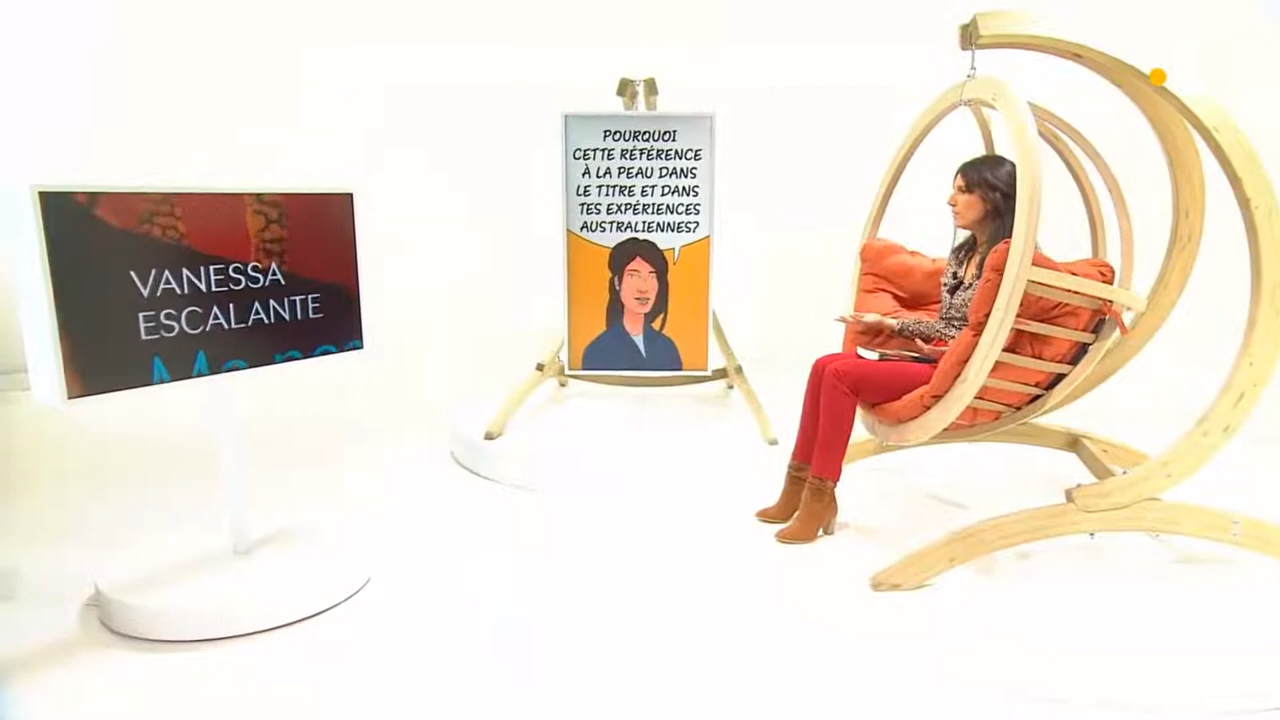 VANESSA
ESCALANTE
POURQUOI
CETTE RÉFÉRENCE
À LA PEAU DANS
LE TITRE ET DANS
TES EXPÉRIENCES
AUSTRALIENNES?